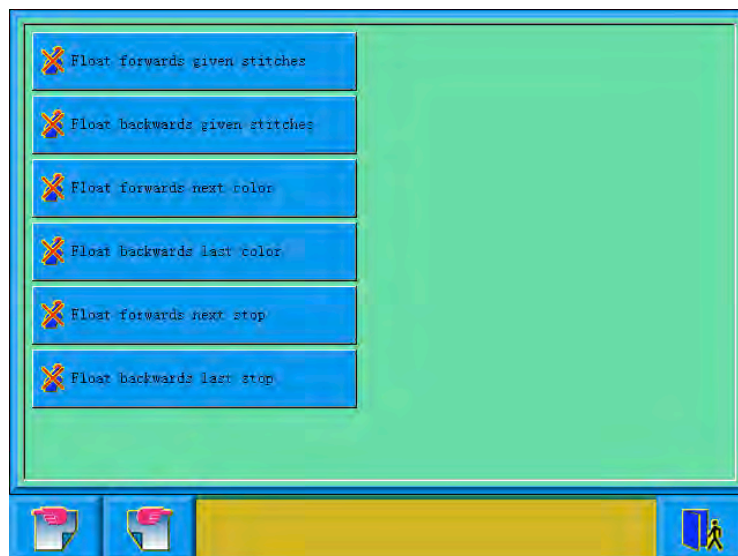 Float forwards given stitches
Float backwards given stitches
Float forwards next color
Float backwards last color
Float forwards next stop
Float backwards last stop